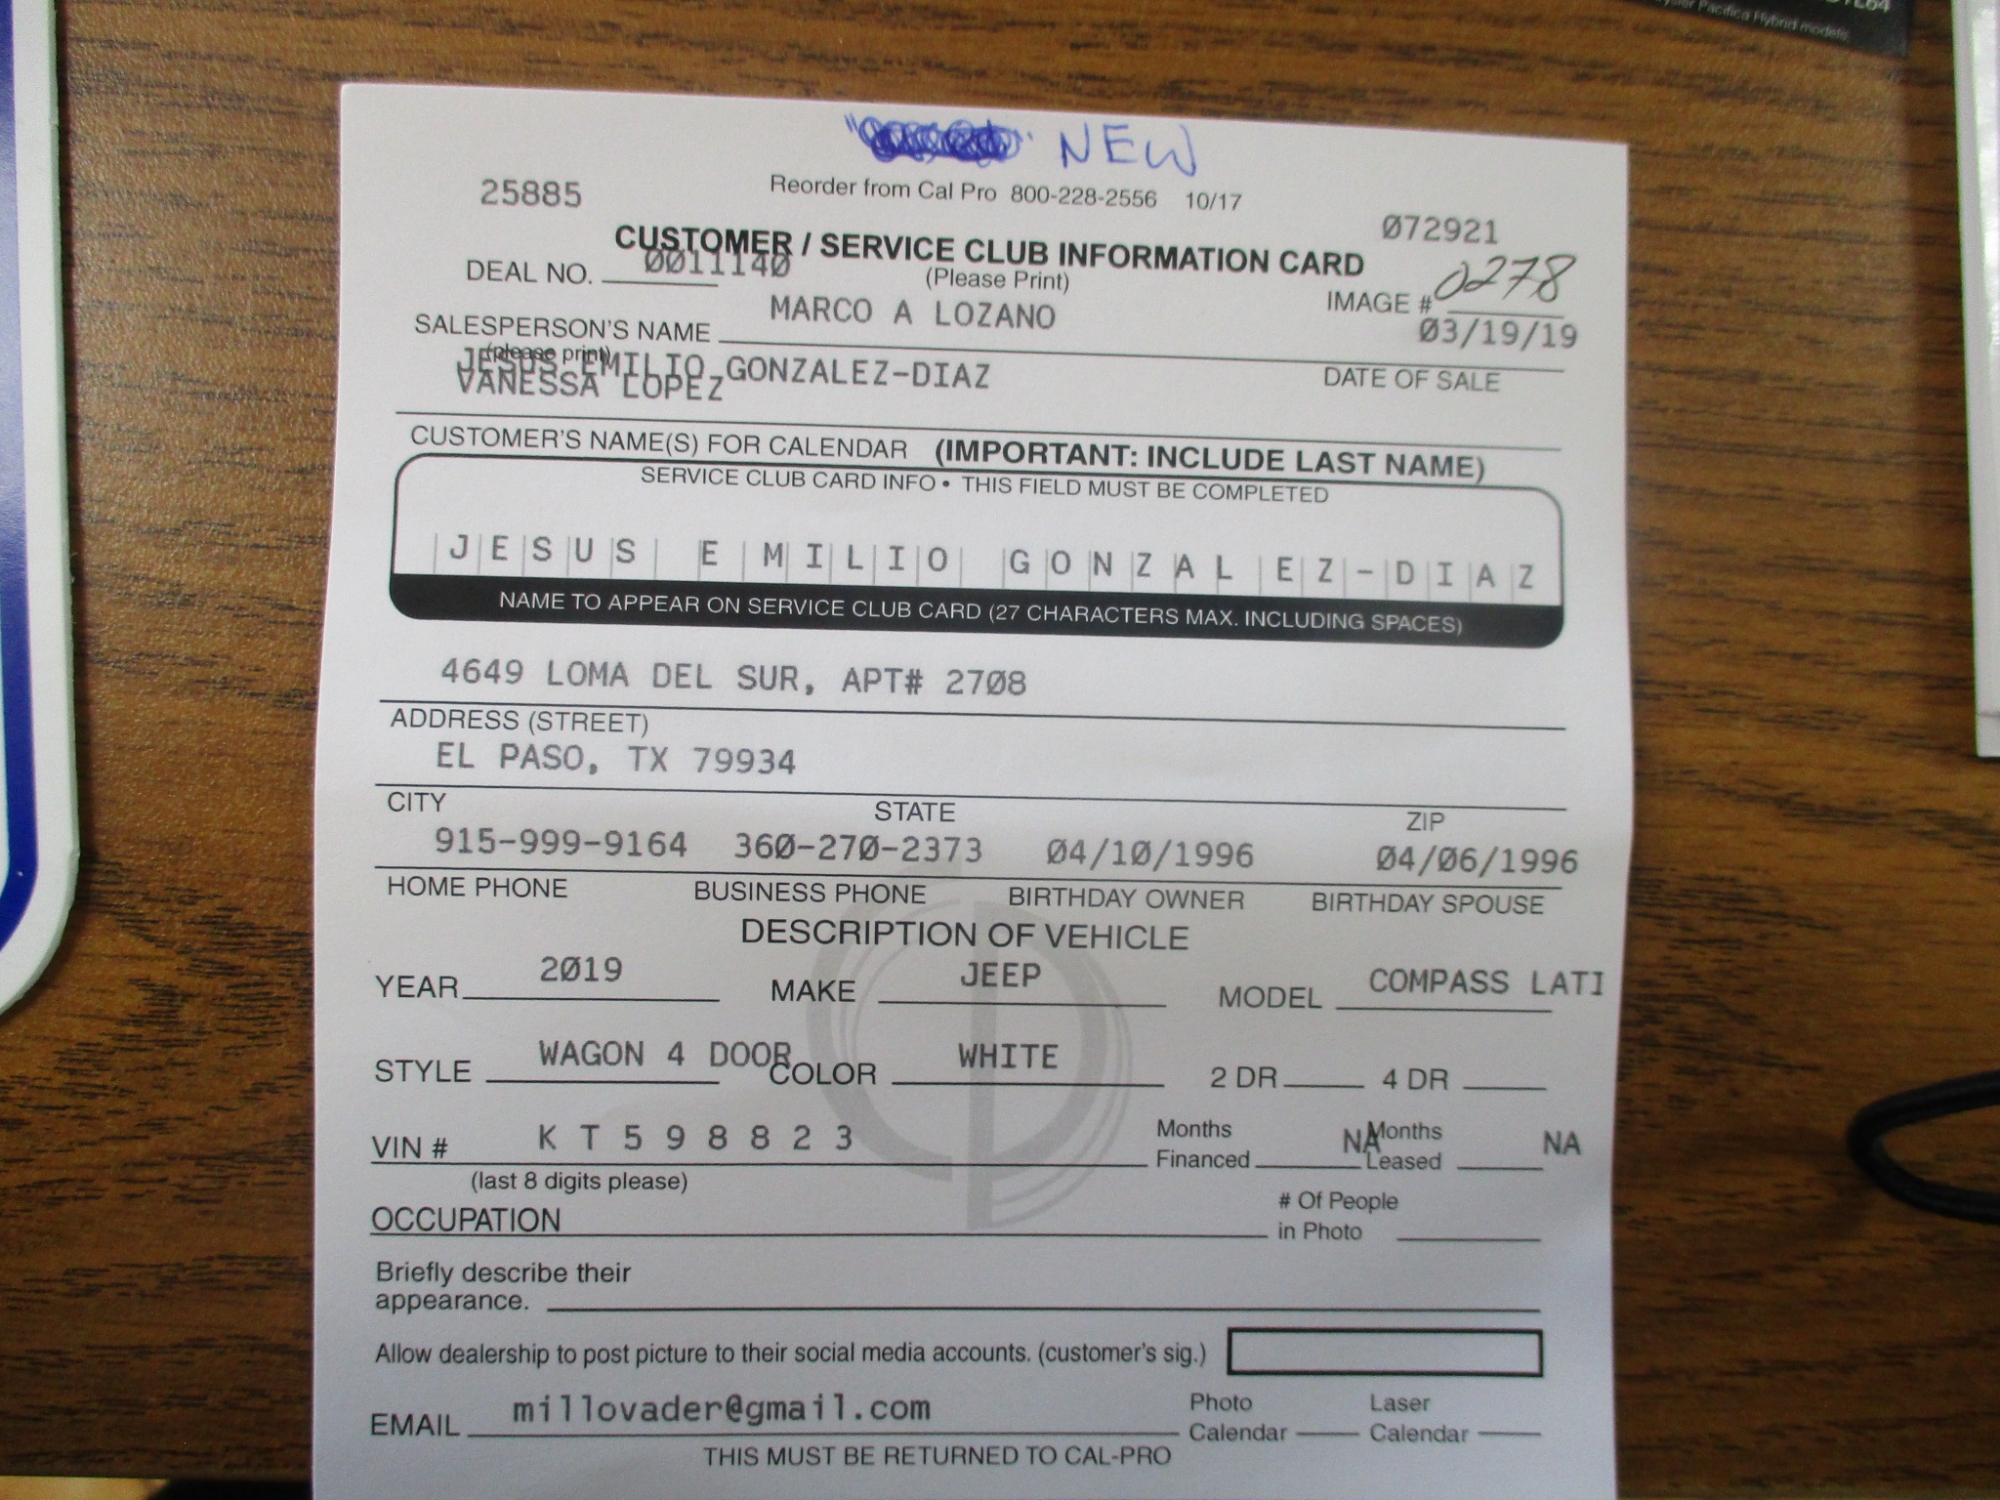 NEW
25885 Reorder from Cal Pro 800-228-2556 10/17
072921
CUSTOMER / SERVICE CLUB INFORMATION CARD
DEAL NO. 0011140 (Please Print) IMAGE # 0278
SALESPERSON'S NAME MARCO A LOZANO 03/19/19
(please print)
JESUS EMILIO GONZALEZ-DIAZ DATE OF SALE
VANESSA LOPEZ
CUSTOMER'S NAME(S) FOR CALENDAR (IMPORTANT: INCLUDE LAST NAME)
SERVICE CLUB CARD INFO • THIS FIELD MUST BE COMPLETED
JESUS EMILIO GONZALEZ-DIAZ
NAME TO APPEAR ON SERVICE CLUB CARD (27 CHARACTERS MAX. INCLUDING SPACES)
4649 LOMA DEL SUR, APT# 2708
ADDRESS (STREET)
EL PASO, TX 79934
CITY STATE ZIP
915-999-9164 360-270-2373 04/10/1996 04/06/1996
HOME PHONE BUSINESS PHONE BIRTHDAY OWNER BIRTHDAY SPOUSE
DESCRIPTION OF VEHICLE
YEAR 2019 MAKE JEEP MODEL COMPASS LATI
STYLE WAGON 4 DOOR COLOR WHITE 2 DR 4 DR
VIN # K T 5 9 8 8 2 3 Months Financed NA Months Leased NA
(last 8 digits please)
OCCUPATION # Of People in Photo
Briefly describe their
appearance.
Allow dealership to post picture to their social media accounts. (customer's sig.)
EMAIL millovader@gmail.com Photo Calendar Laser Calendar
THIS MUST BE RETURNED TO CAL-PRO
Pacifica Hybrid models.